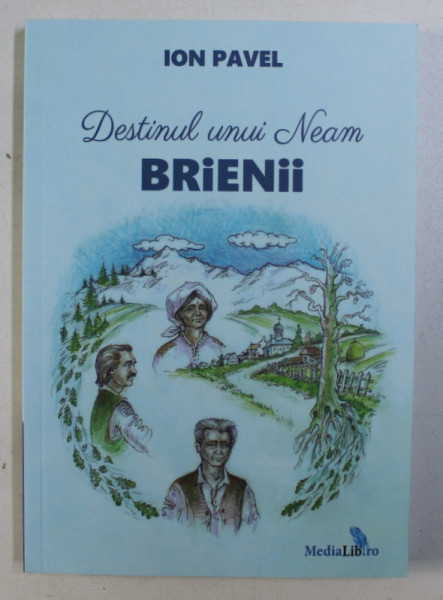 ION PAVEL
Destinul unui Neam
BRiENii
MediaLib.ro